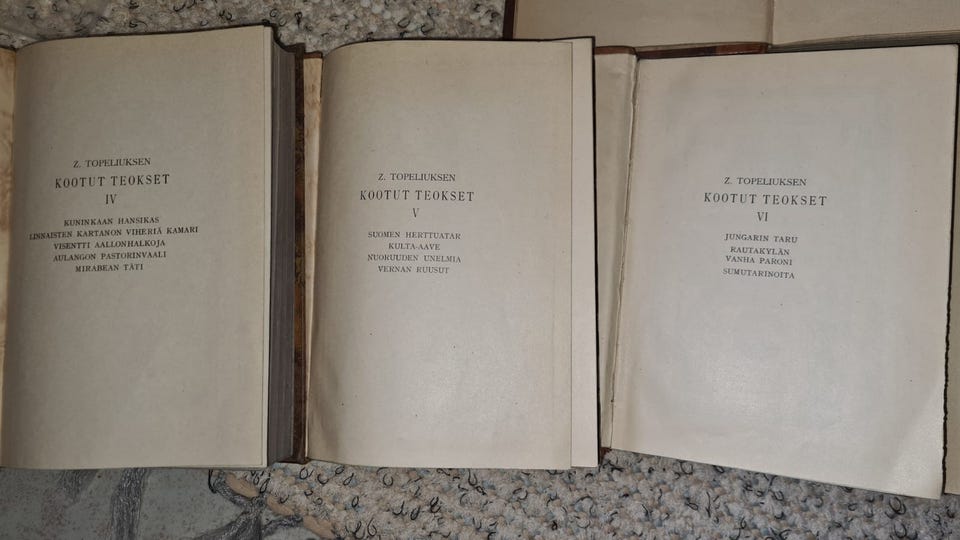 Z. TOPELIUKSEN
KOOTUT TEOKSET
IV
KUNINKAAN HANSIKAS
LINNAISTEN KARTANON VIHERIÄ KAMARI
VISENTTI AALLONHALKOJA
AULANGON PASTORINVAALI
MIRABEAN TÄTI
Z. TOPELIUKSEN
KOOTUT TEOKSET
V
SUOMEN HERTTUATAR
KULTA-AAVE
NUORUUDEN UNELMIA
VERNAN RUUSUT
Z. TOPELIUKSEN
KOOTUT TEOKSET
VI
JUNGARIN TARU
RAUTAKYLÄN
VANHA PARONI
SUMUTARINOITA